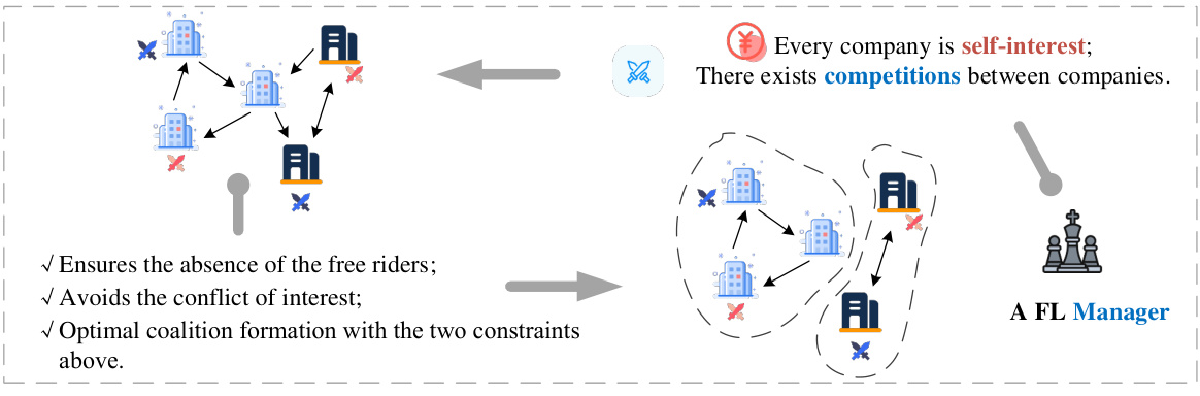 ¥ Every company is self-interest;
There exists competitions between companies.
√ Ensures the absence of the free riders;
√ Avoids the conflict of interest;
√ Optimal coalition formation with the two constraints
above.
A FL Manager